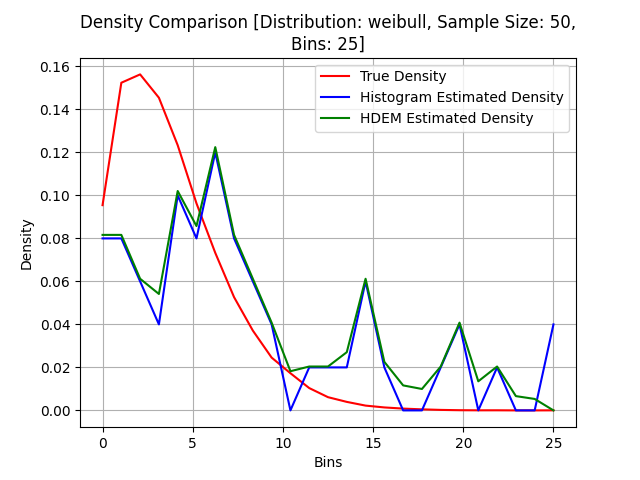 Density Comparison [Distribution: weibull, Sample Size: 50,
Bins: 25]
True Density
Histogram Estimated Density
HDEM Estimated Density
Density
0.16
0.14
0.12
0.10
0.08
0.06
0.04
0.02
0.00
0 5 10 15 20 25
Bins